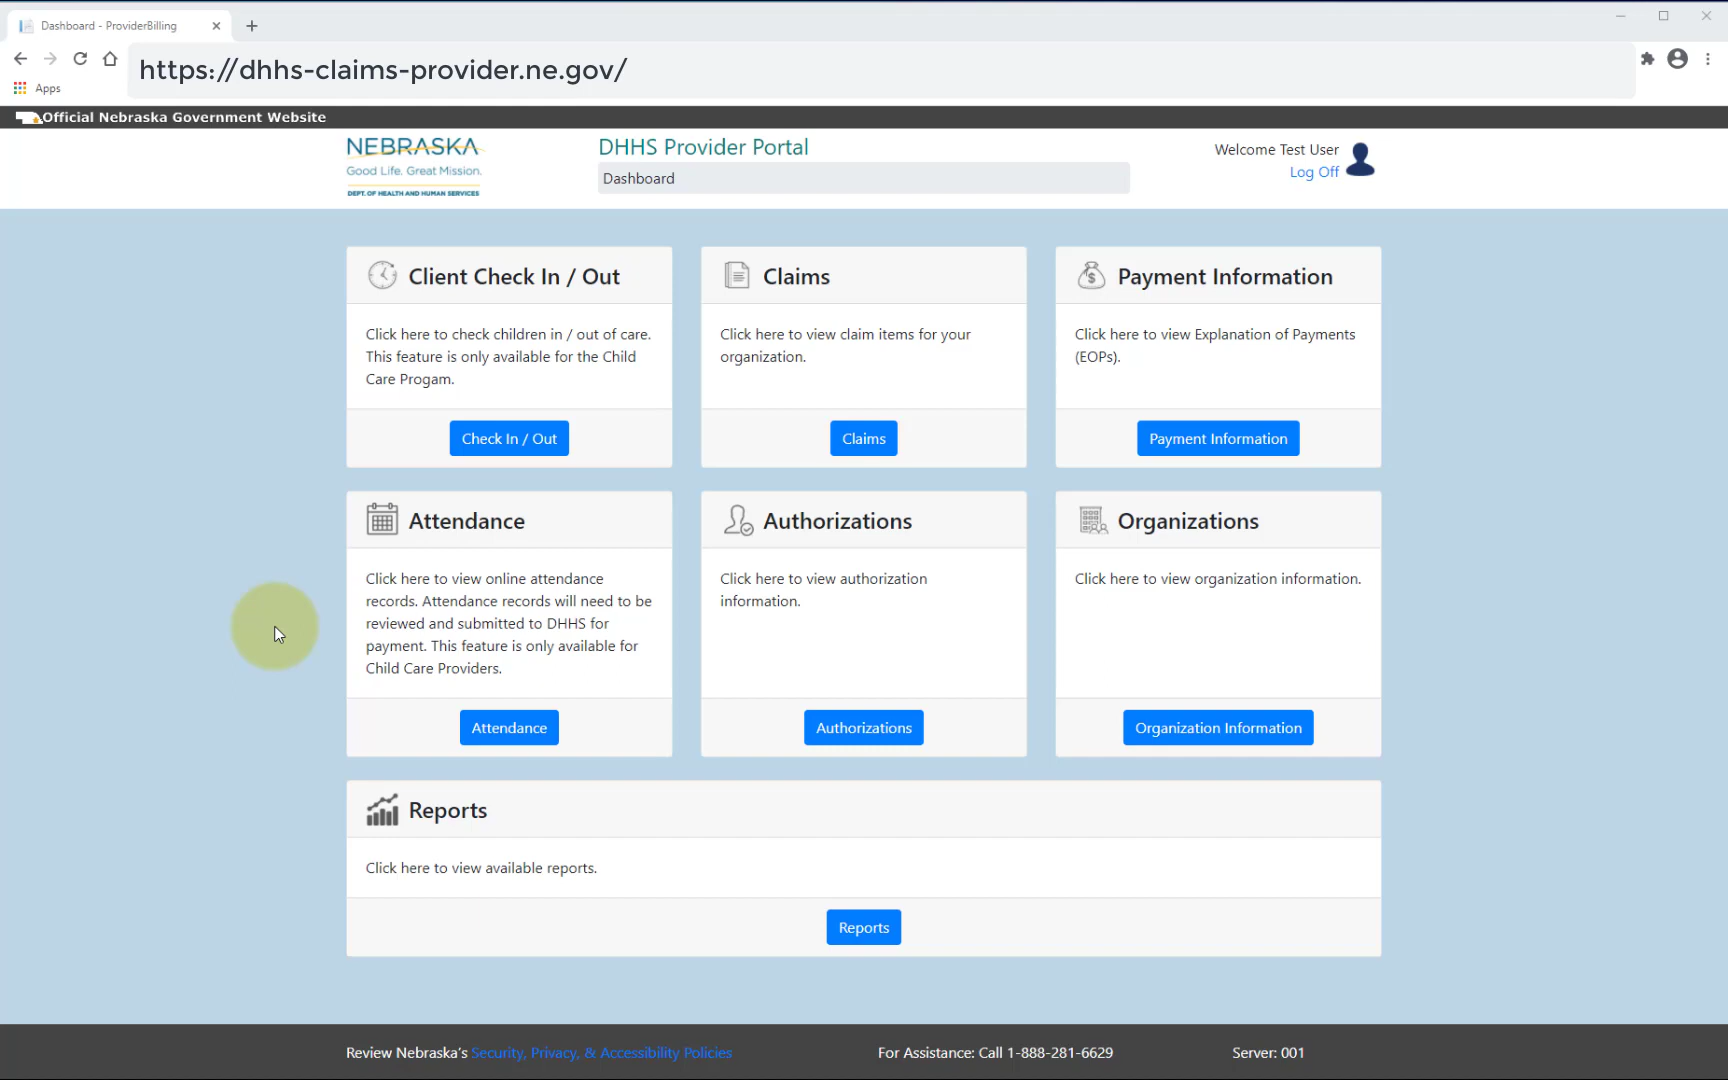 Dashboard - ProviderBilling
https://dhhs-claims-provider.ne.gov/
Apps
Official Nebraska Government Website
NEBRASKA
Good Life. Great Mission.
DEPT. OF HEALTH AND HUMAN SERVICES
DHHS Provider Portal
Dashboard
Welcome Test User
Log Off
Client Check In / Out
Click here to check children in / out of care.
This feature is only available for the Child
Care Progam.
Check In / Out
Claims
Click here to view claim items for your
organization.
Claims
Payment Information
Click here to view Explanation of Payments
(EOPs).
Payment Information
Attendance
Click here to view online attendance
records. Attendance records will need to be
reviewed and submitted to DHHS for
payment. This feature is only available for
Child Care Providers.
Attendance
Authorizations
Click here to view authorization
information.
Authorizations
Organizations
Click here to view organization information.
Organization Information
Reports
Click here to view available reports.
Reports
Review Nebraska's Security, Privacy, & Accessibility Policies
For Assistance: Call 1-888-281-6629
Server: 001